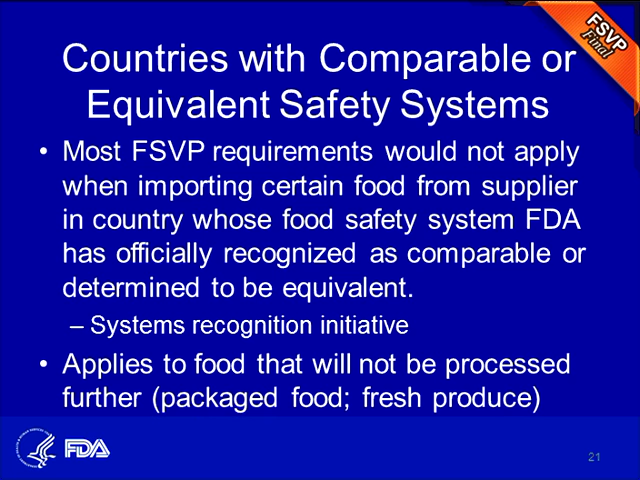 FSVP
Final
Countries with Comparable or
Equivalent Safety Systems
• Most FSVP requirements would not apply
when importing certain food from supplier
in country whose food safety system FDA
has officially recognized as comparable or
determined to be equivalent.
– Systems recognition initiative
• Applies to food that will not be processed
further (packaged food; fresh produce)
FDA
21